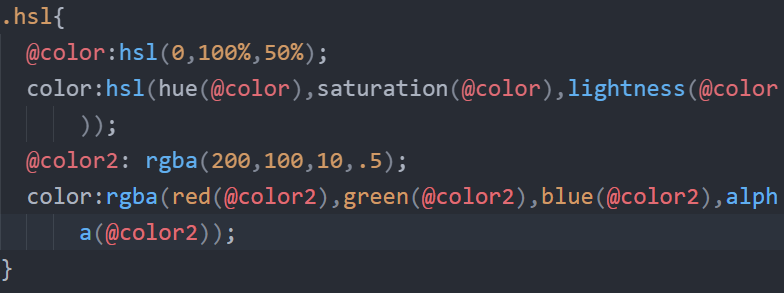 .hsl{
@color:hsl(0,100%,50%);
color:hsl(hue(@color),saturation(@color),lightness(@color
));
@color2: rgba(200,100,10,.5);
color:rgba(red(@color2),green(@color2),blue(@color2),alph
a(@color2));
}